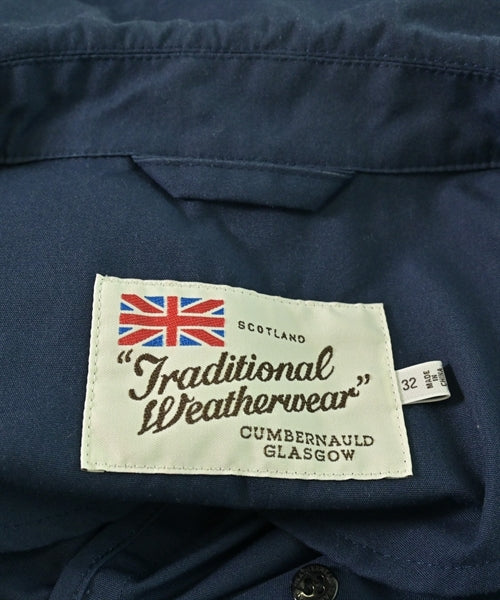 SCOTLAND
"Traditional
Weatherwear"
CUMBERNAULD
GLASGOW
32
MADE IN CHINA